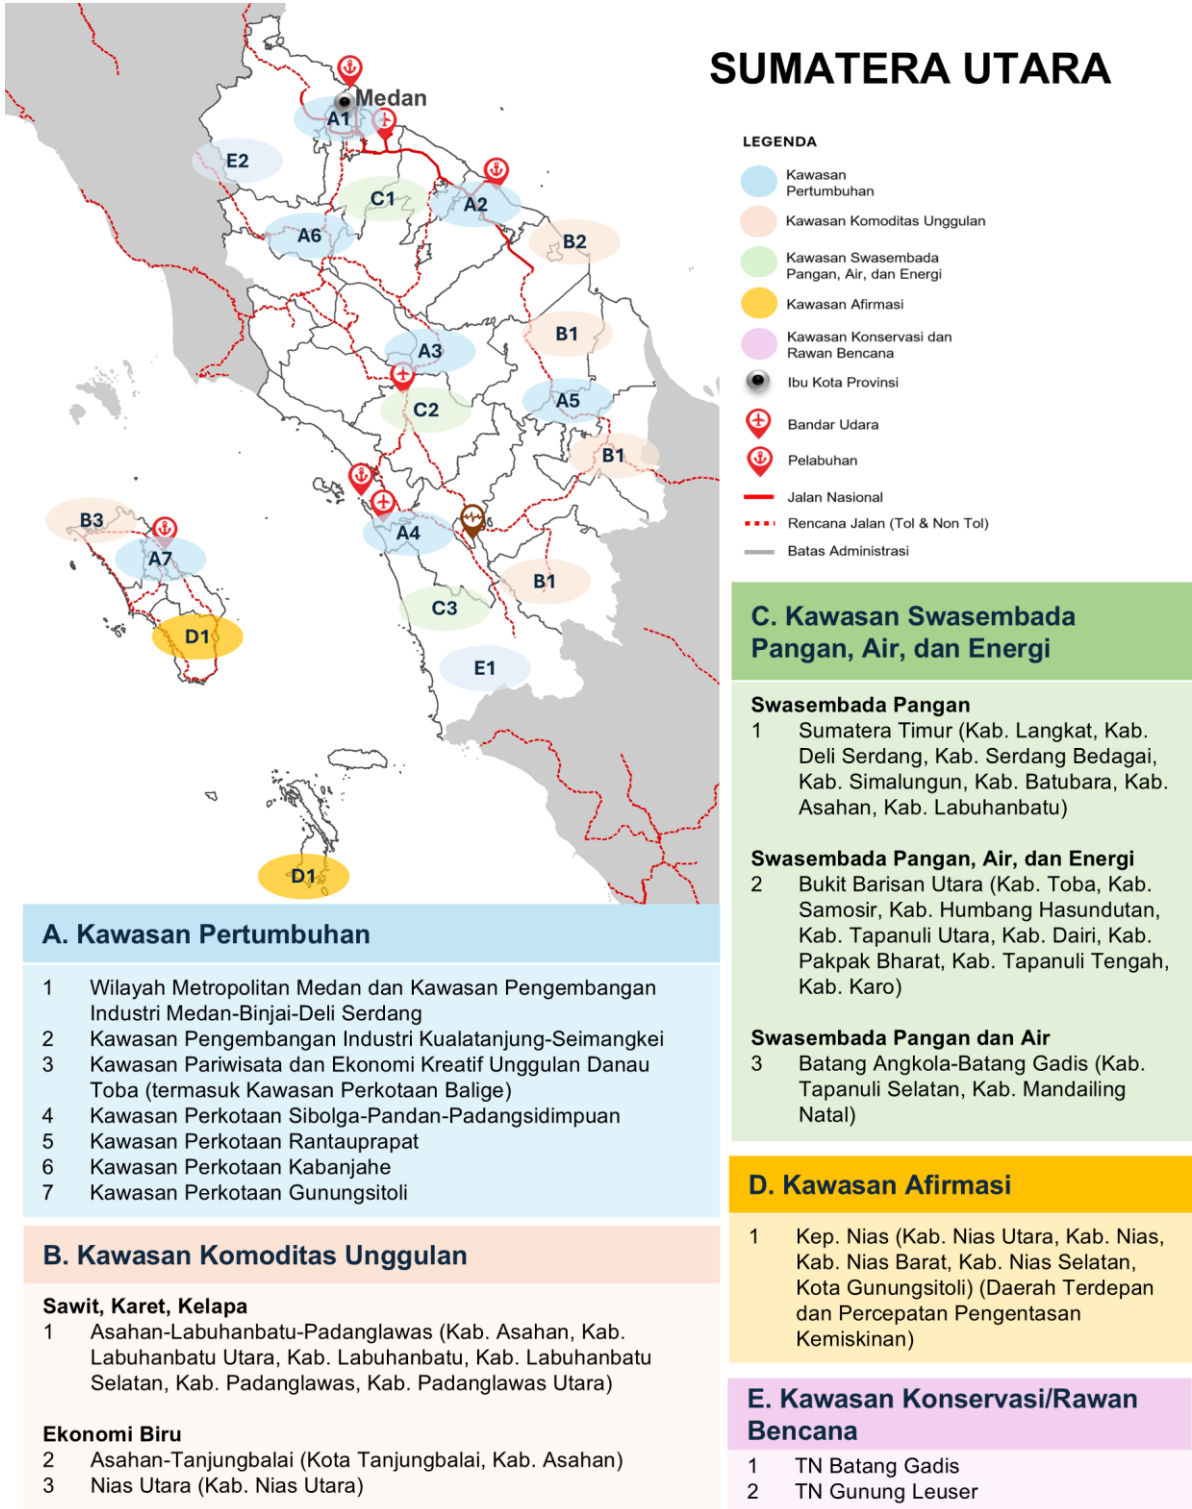 SUMATERA UTARA
Medan
A1
E2
C1
A2
A6
B2
B1
A3
A5
C2
B1
B3
A4
A7
B1
C3
D1
E1
D1
LEGENDA
Kawasan
Pertumbuhan
Kawasan Komoditas Unggulan
Kawasan Swasembada
Pangan, Air, dan Energi
Kawasan Afirmasi
Kawasan Konservasi dan
Rawan Bencana
Ibu Kota Provinsi
Bandar Udara
Pelabuhan
Jalan Nasional
Rencana Jalan (Tol & Non Tol)
Batas Administrasi
A. Kawasan Pertumbuhan
1 Wilayah Metropolitan Medan dan Kawasan Pengembangan
Industri Medan-Binjai-Deli Serdang
2 Kawasan Pengembangan Industri Kualatanjung-Seimangkei
3 Kawasan Pariwisata dan Ekonomi Kreatif Unggulan Danau
Toba (termasuk Kawasan Perkotaan Balige)
4 Kawasan Perkotaan Sibolga-Pandan-Padangsidimpuan
5 Kawasan Perkotaan Rantauprapat
6 Kawasan Perkotaan Kabanjahe
7 Kawasan Perkotaan Gunungsitoli
B. Kawasan Komoditas Unggulan
Sawit, Karet, Kelapa
1 Asahan-Labuhanbatu-Padanglawas (Kab. Asahan, Kab.
Labuhanbatu Utara, Kab. Labuhanbatu, Kab. Labuhanbatu
Selatan, Kab. Padanglawas, Kab. Padanglawas Utara)
Ekonomi Biru
2 Asahan-Tanjungbalai (Kota Tanjungbalai, Kab. Asahan)
3 Nias Utara (Kab. Nias Utara)
C. Kawasan Swasembada
Pangan, Air, dan Energi
Swasembada Pangan
1 Sumatera Timur (Kab. Langkat, Kab.
Deli Serdang, Kab. Serdang Bedagai,
Kab. Simalungun, Kab. Batubara, Kab.
Asahan, Kab. Labuhanbatu)
Swasembada Pangan, Air, dan Energi
2 Bukit Barisan Utara (Kab. Toba, Kab.
Samosir, Kab. Humbang Hasundutan,
Kab. Tapanuli Utara, Kab. Dairi, Kab.
Pakpak Bharat, Kab. Tapanuli Tengah,
Kab. Karo)
Swasembada Pangan dan Air
3 Batang Angkola-Batang Gadis (Kab.
Tapanuli Selatan, Kab. Mandailing
Natal)
D. Kawasan Afirmasi
1 Kep. Nias (Kab. Nias Utara, Kab. Nias,
Kab. Nias Barat, Kab. Nias Selatan,
Kota Gunungsitoli) (Daerah Terdepan
dan Percepatan Pengentasan
Kemiskinan)
E. Kawasan Konservasi/Rawan
Bencana
1 TN Batang Gadis
2 TN Gunung Leuser